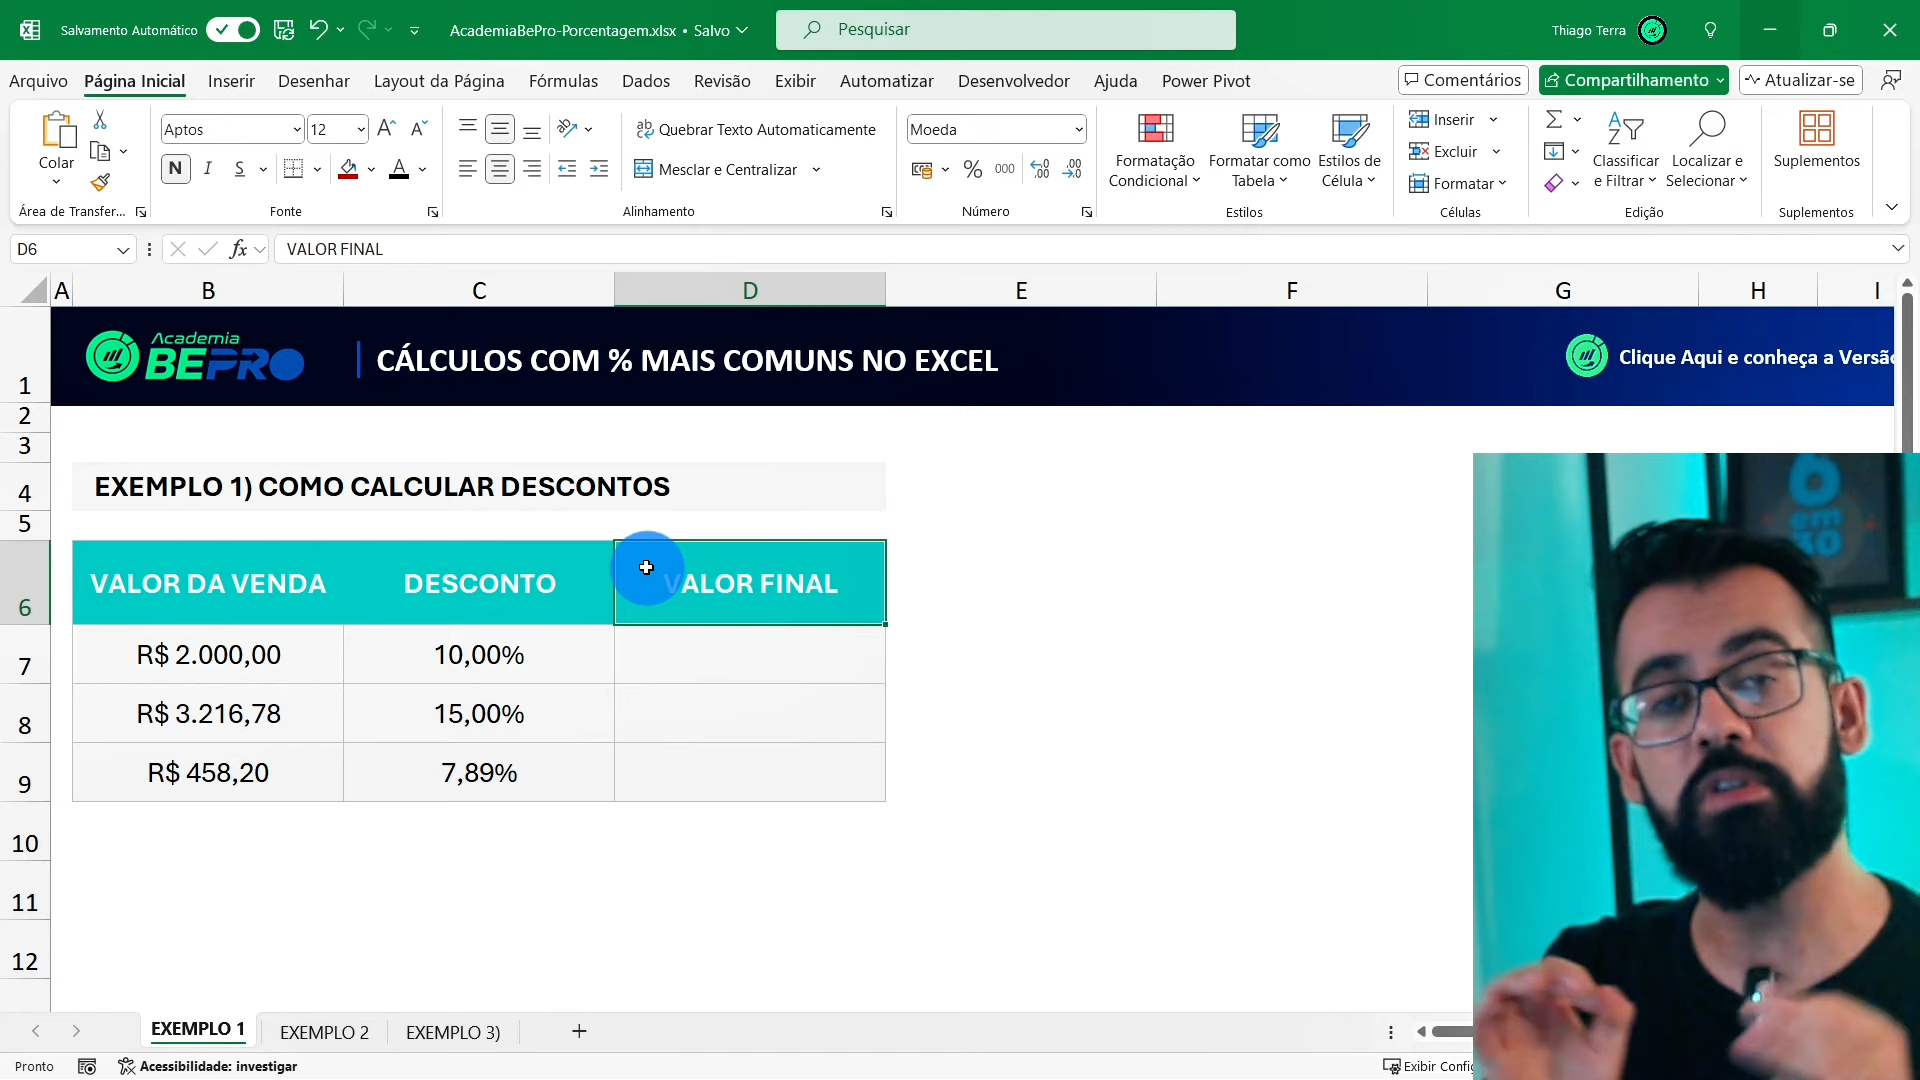 Salvamento Automático
AcademiaBePro-Porcentagem.xlsx • Salvo
Pesquisar
Thiago Terra
Arquivo Página Inicial Inserir Desenhar Layout da Página Fórmulas Dados Revisão Exibir Automatizar Desenvolvedor Ajuda Power Pivot
Comentários Compartilhamento Atualizar-se
Colar
Área de Transfer...
Aptos 12
N I S
Fonte
Quebrar Texto Automaticamente
Mesclar e Centralizar
Alinhamento
Moeda
% 000
Número
Formatação Condicional
Formatar como Tabela
Estilos de Célula
Estilos
Inserir
Excluir
Formatar
Células
Classificar e Filtrar
Localizar e Selecionar
Edição
Suplementos
Suplementos
D6 fx VALOR FINAL
A B C D E F G H I
1 Academia BEPRO CÁLCULOS COM % MAIS COMUNS NO EXCEL Clique Aqui e conheça a Versão
2
3
4 EXEMPLO 1) COMO CALCULAR DESCONTOS
5
6 VALOR DA VENDA DESCONTO VALOR FINAL
7 R$ 2.000,00 10,00%
8 R$ 3.216,78 15,00%
9 R$ 458,20 7,89%
10
11
12
EXEMPLO 1 EXEMPLO 2 EXEMPLO 3)
Pronto Acessibilidade: investigar Exibir Config